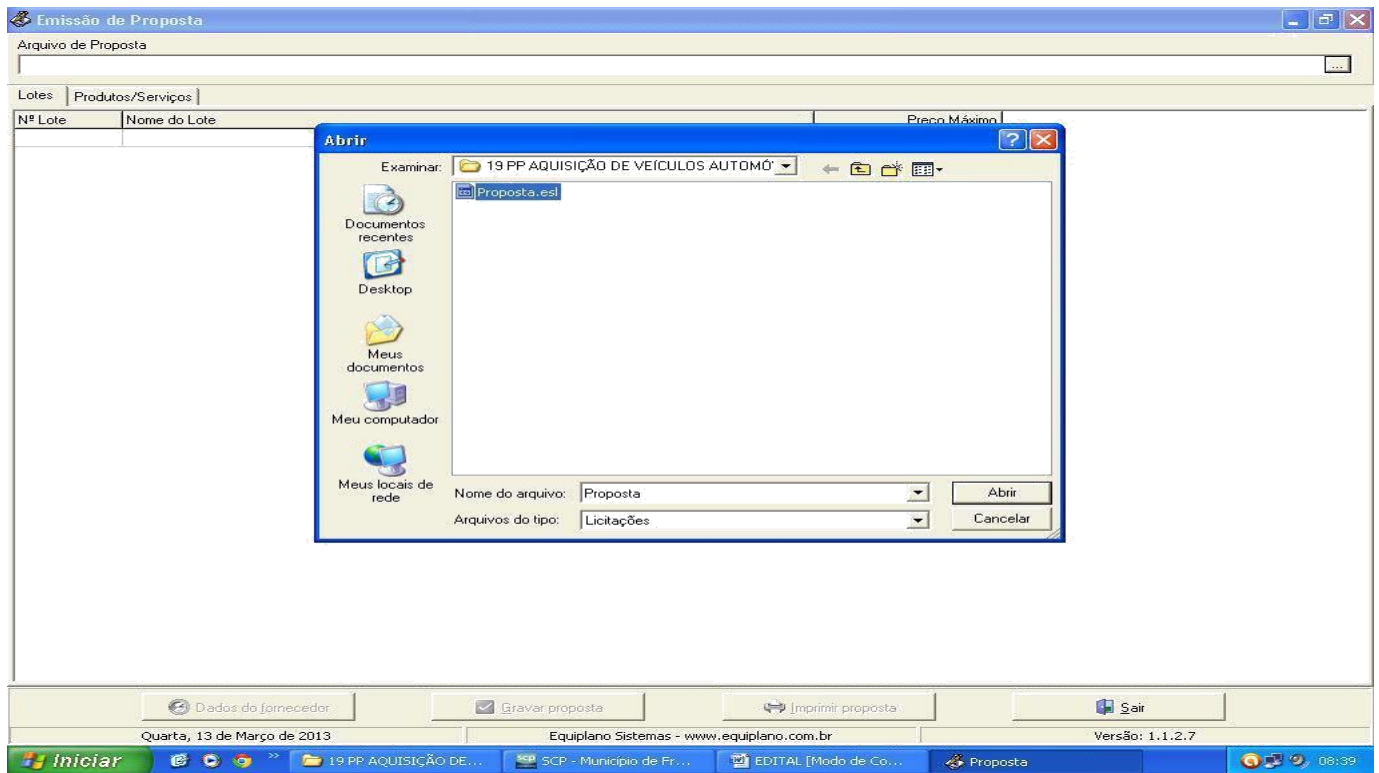 Emissão de Proposta
Arquivo de Proposta
...
Lotes Produtos/Serviços
Nº Lote Nome do Lote Preço Máximo
Abrir
Examinar: 19 PP AQUISIÇÃO DE VEÍCULOS AUTOMÓ
Proposta.esl
Documentos
recentes
Desktop
Meus
documentos
Meu computador
Meus locais de
rede
Nome do arquivo: Proposta Abrir
Arquivos do tipo: Licitações Cancelar
Dados do fornecedor Gravar proposta Imprimir proposta Sair
Quarta, 13 de Março de 2013 Equiplano Sistemas - www.equiplano.com.br Versão: 1.1.2.7
Iniciar » 19 PP AQUISIÇÃO DE... SCP - Município de Fr... EDITAL [Modo de Co... Proposta 08:39